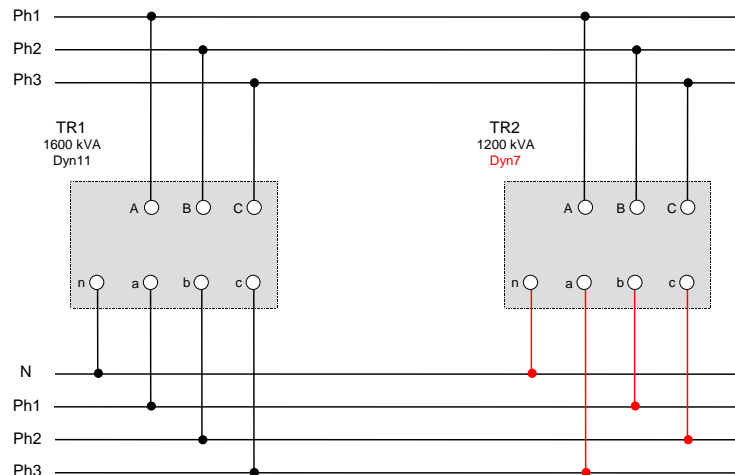 Ph1
Ph2
Ph3
TR1
1600 kVA
Dyn11
TR2
1200 kVA
Dyn7
A B C
A B C
n a b c
n a b c
N
Ph1
Ph2
Ph3